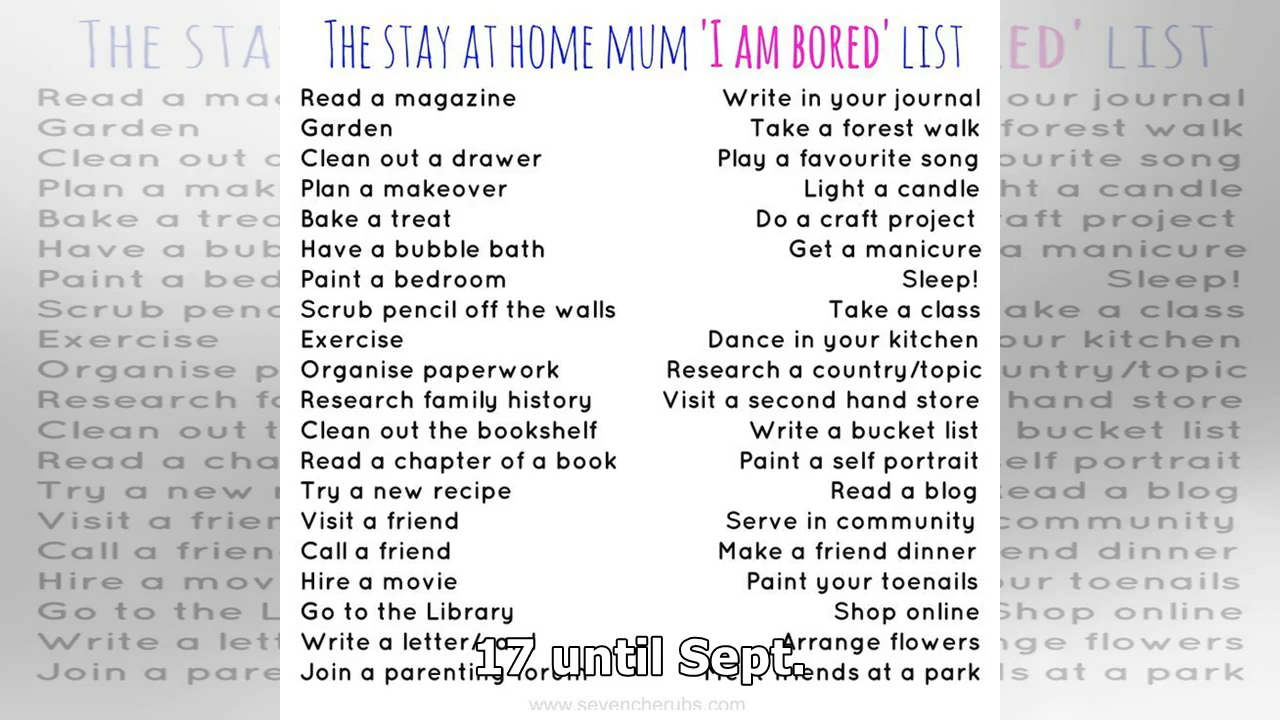 THE STAY AT HOME MUM 'I AM BORED' LIST
Read a magazine
Garden
Clean out a drawer
Plan a makeover
Bake a treat
Have a bubble bath
Paint a bedroom
Scrub pencil off the walls
Exercise
Organise paperwork
Research family history
Clean out the bookshelf
Read a chapter of a book
Try a new recipe
Visit a friend
Call a friend
Hire a movie
Go to the Library
Write a letter/
Join a parenting forum
Write in your journal
Take a forest walk
Play a favourite song
Light a candle
Do a craft project
Get a manicure
Sleep!
Take a class
Dance in your kitchen
Research a country/topic
Visit a second hand store
Write a bucket list
Paint a self portrait
Read a blog
Serve in community
Make a friend dinner
Paint your toenails
Shop online
Arrange flowers
friends at a park
17 until Sept.
www.sevencherubs.com